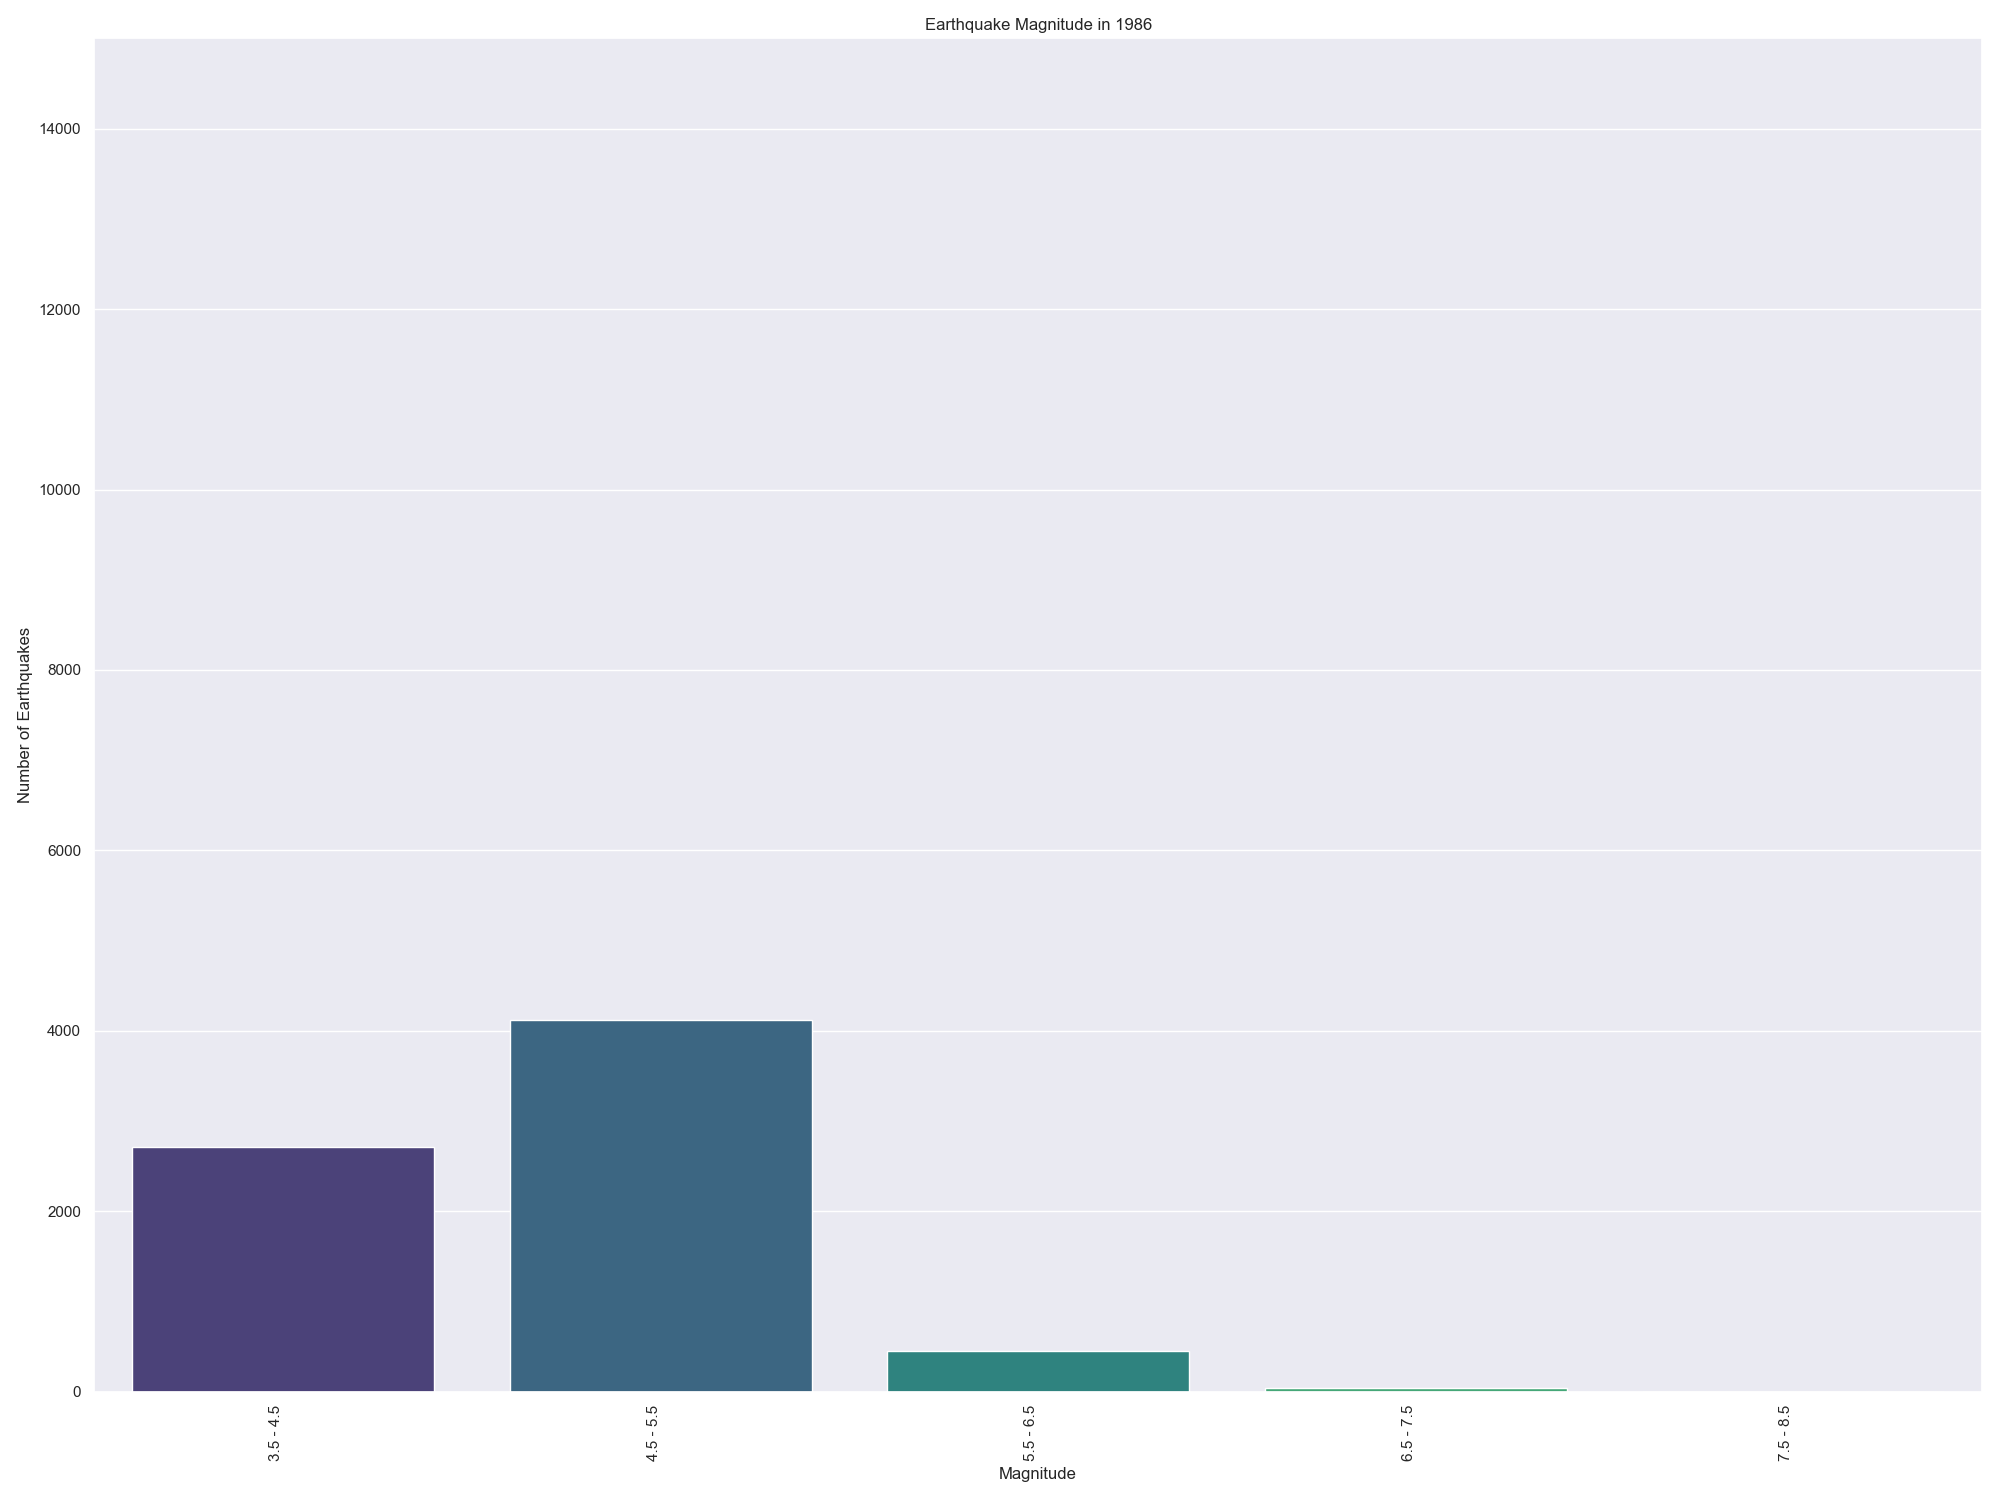 Earthquake Magnitude in 1986
14000
12000
10000
8000
6000
4000
2000
0
Number of Earthquakes
3.5 - 4.5
4.5 - 5.5
5.5 - 6.5
6.5 - 7.5
7.5 - 8.5
Magnitude